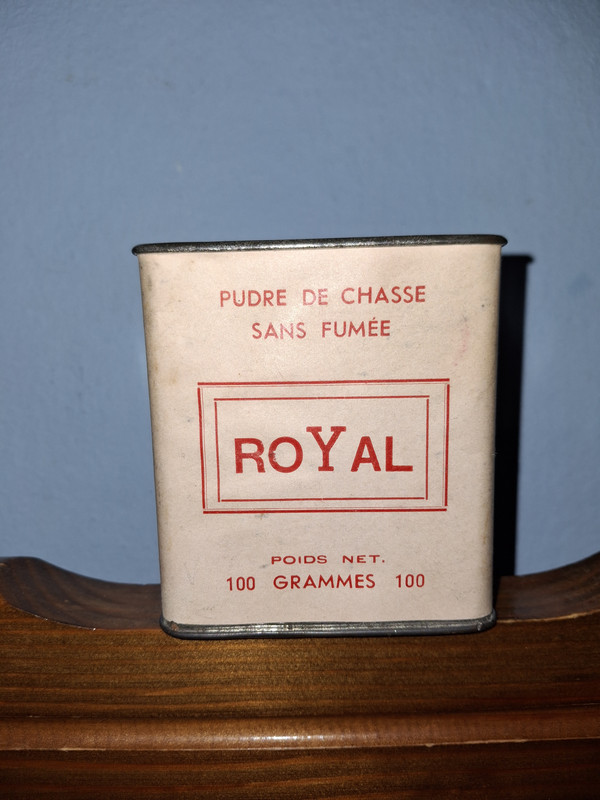 PUDRE DE CHASSE
SANS FUMÉE
ROYAL
POIDS NET.
100 GRAMMES 100